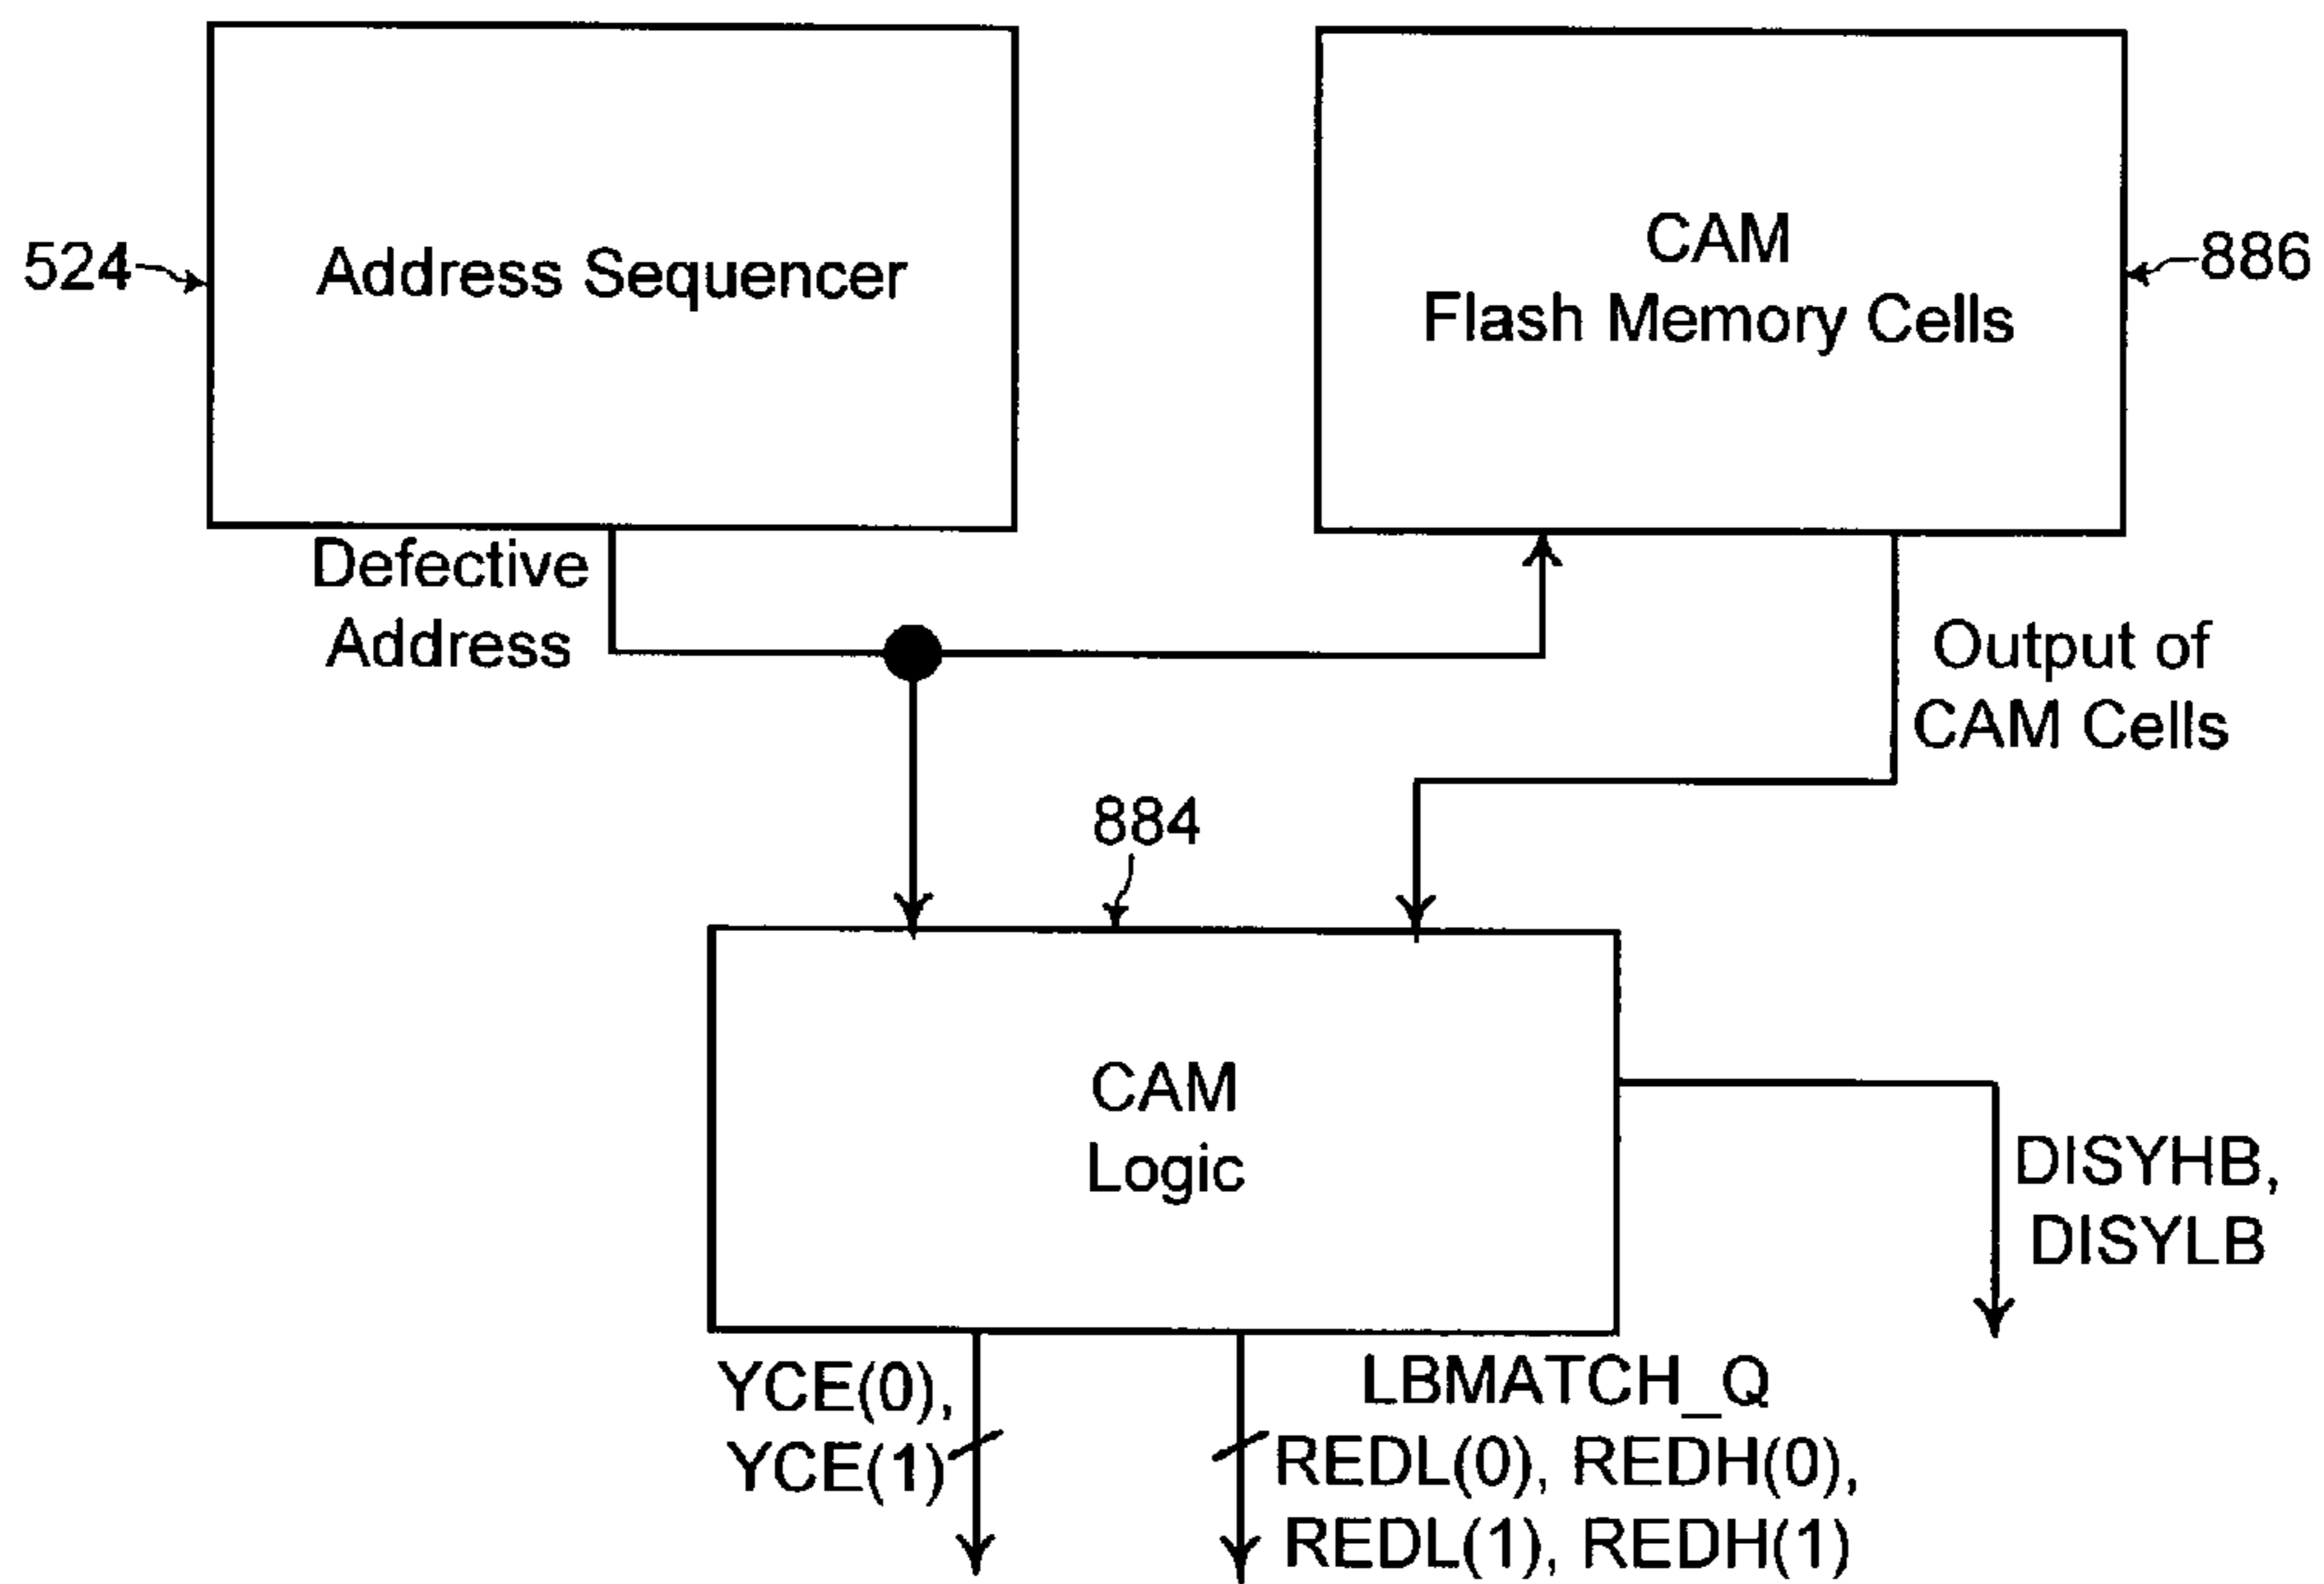 524
Address Sequencer
CAM
Flash Memory Cells
886
Defective
Address
Output of
CAM Cells
884
CAM
Logic
DISYHB,
DISYLB
YCE(0),
YCE(1)
LBMATCH_Q
REDL(0), REDH(0),
REDL(1), REDH(1)